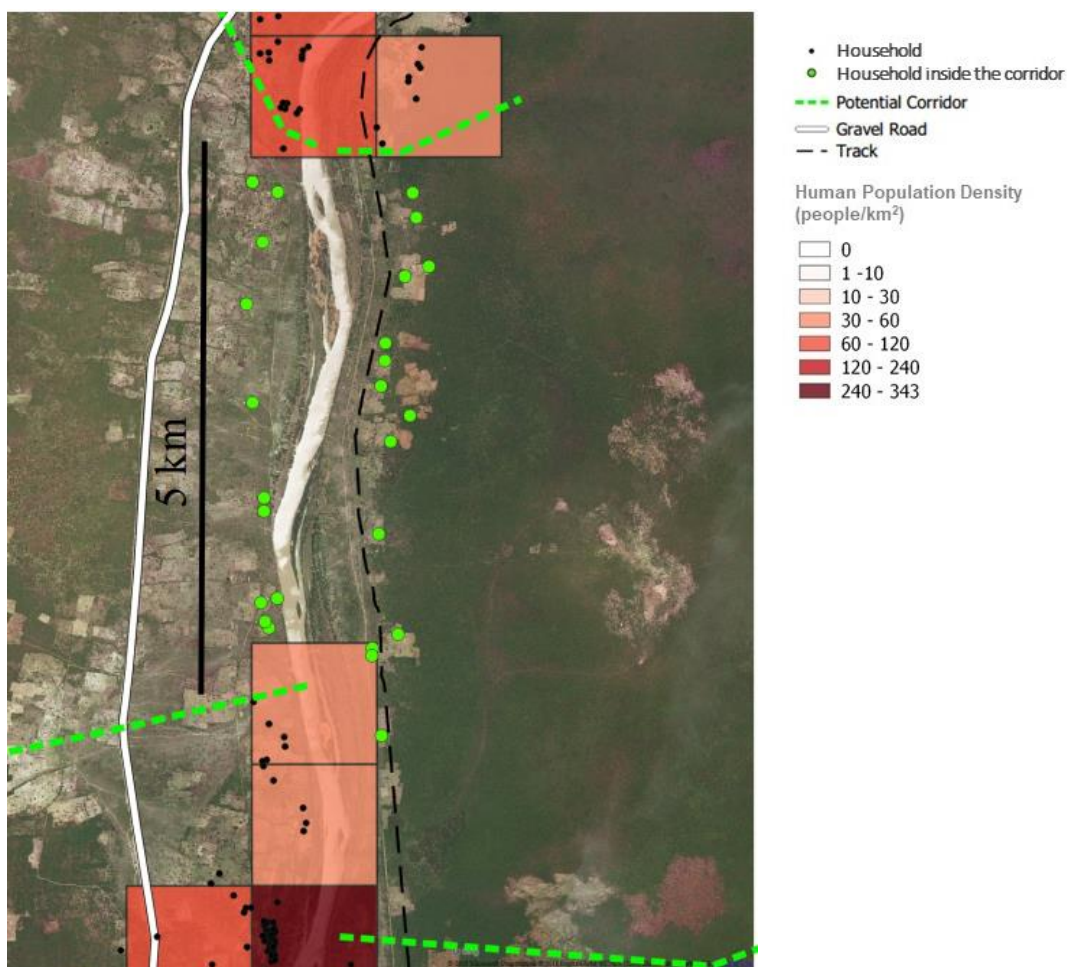 Household
Household inside the corridor
Potential Corridor
Gravel Road
Track
Human Population Density
(people/km²)
0
1 -10
10 - 30
30 - 60
60 - 120
120 - 240
240 - 343
5 km